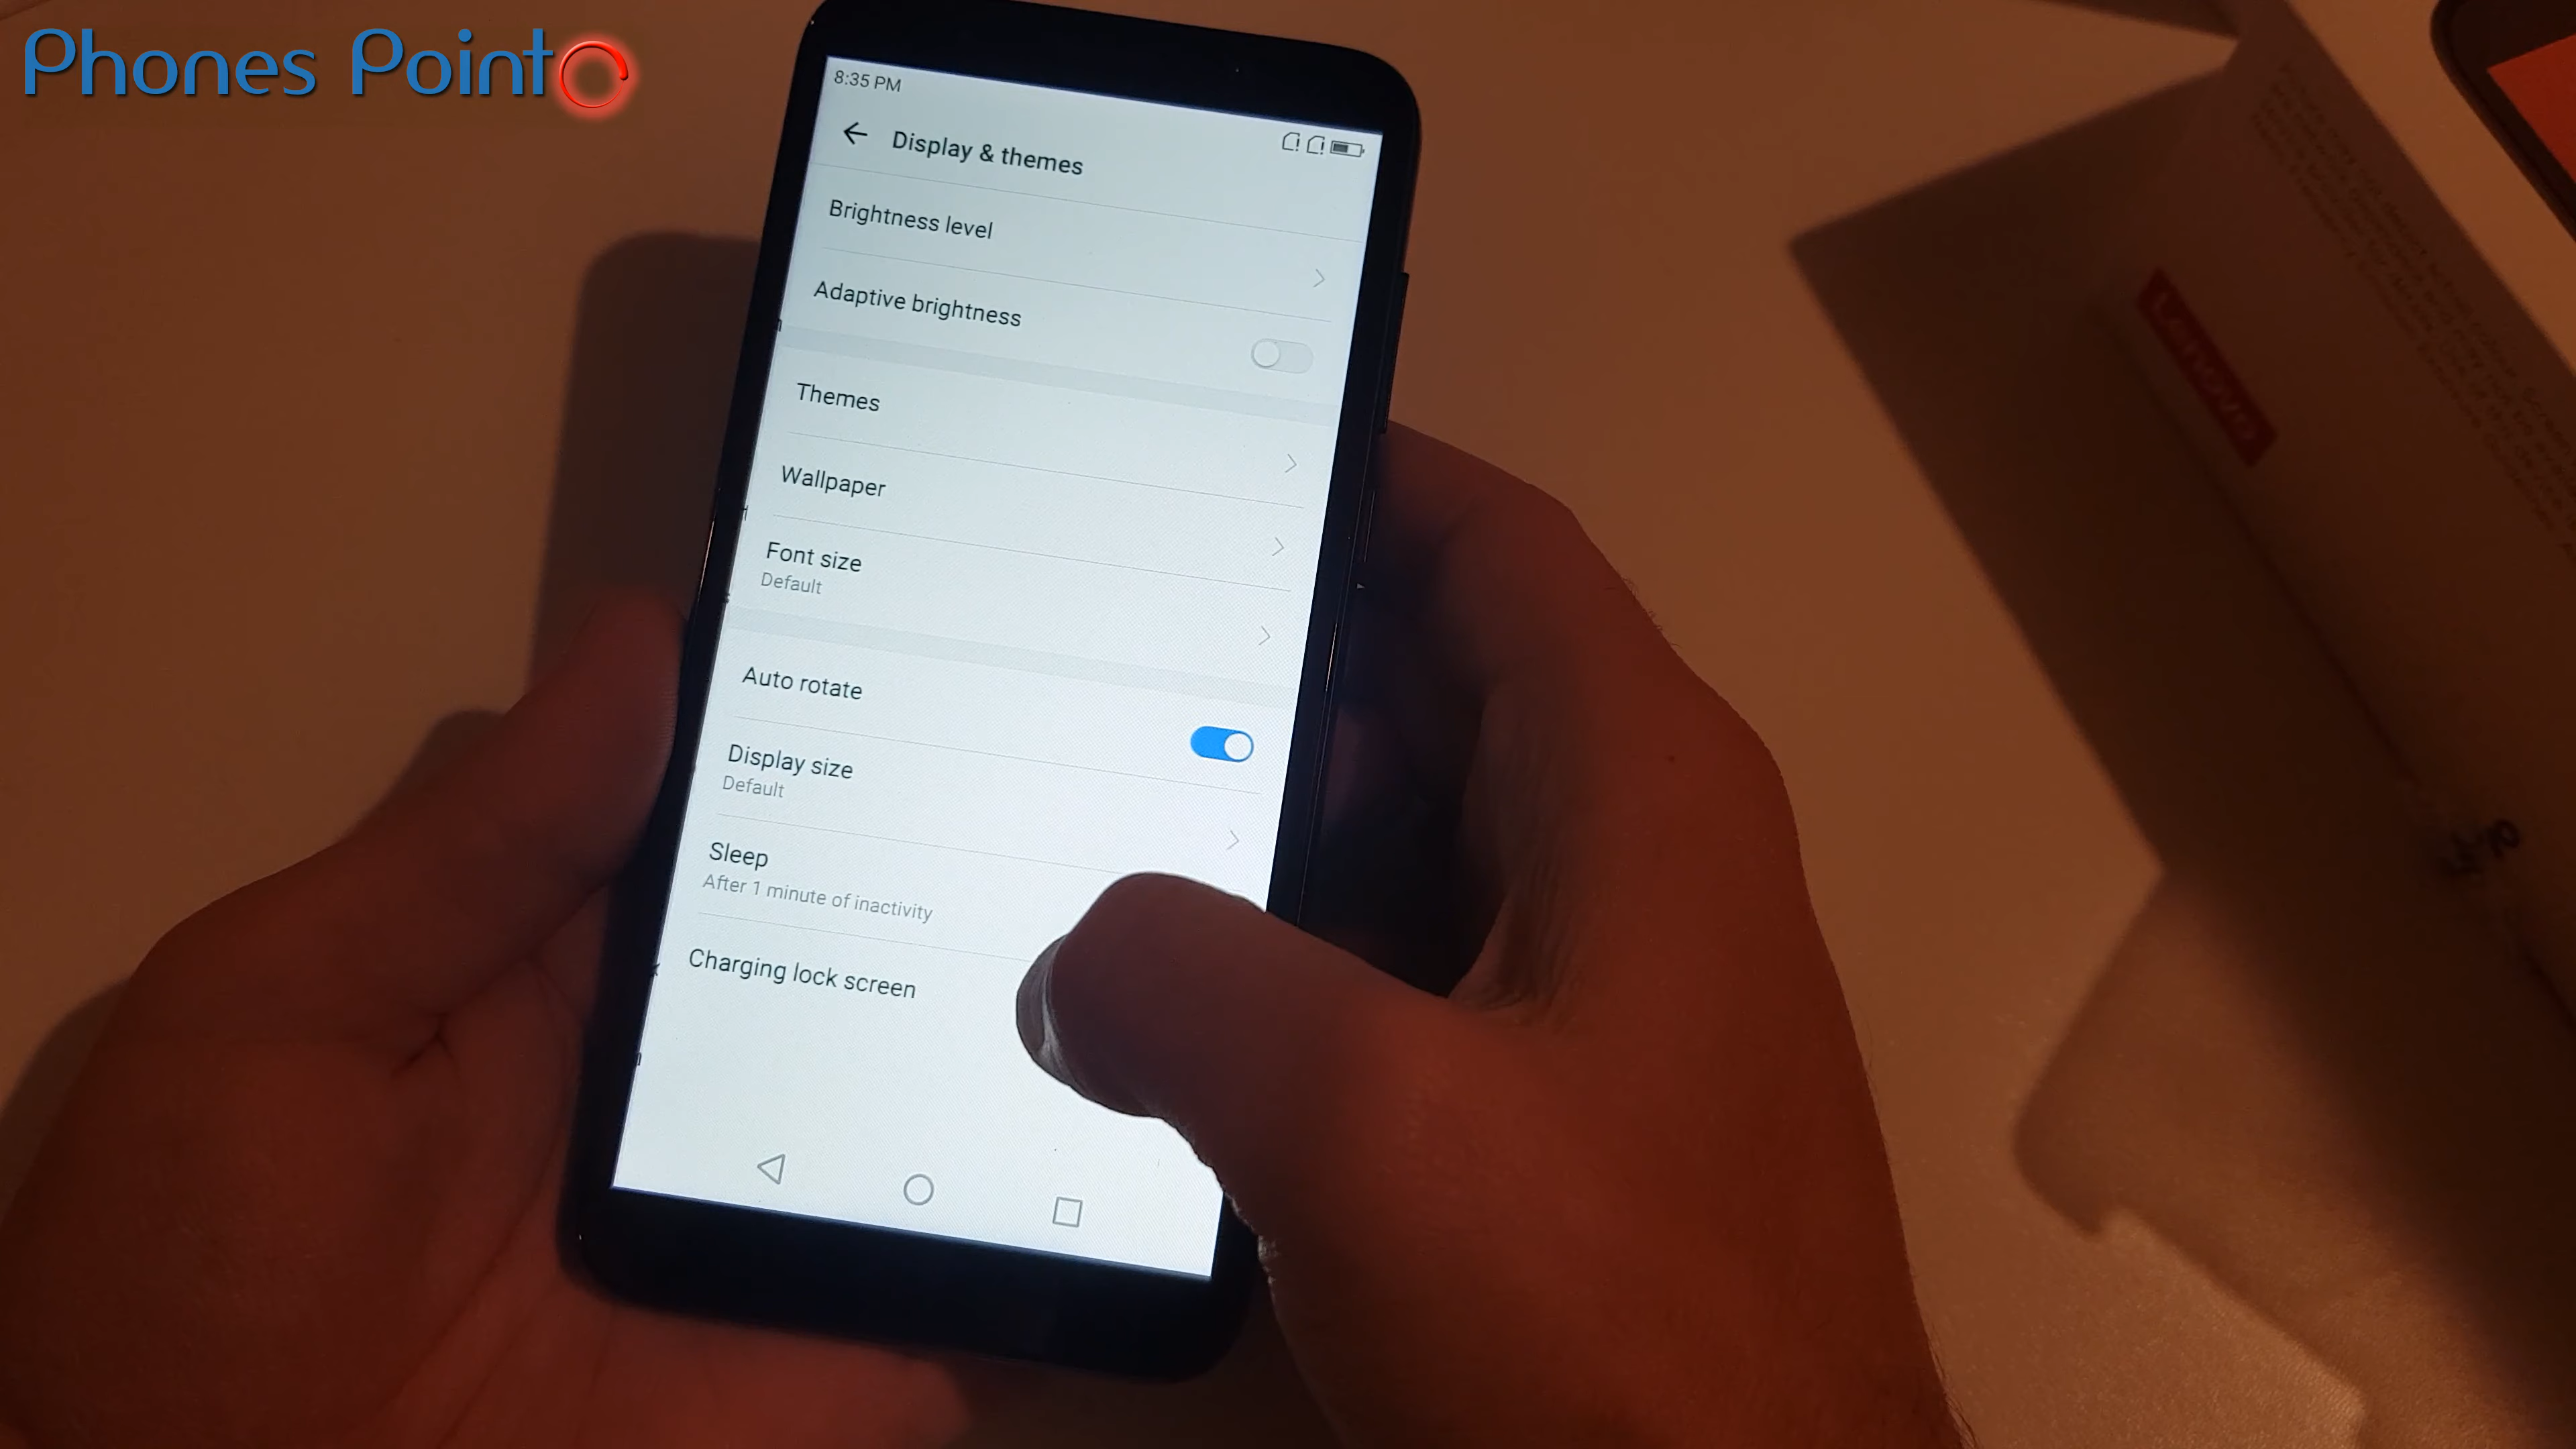 Phones Point
8:35 PM
Display & themes
Brightness level
Adaptive brightness
Themes
Wallpaper
Font size
Default
Auto rotate
Display size
Default
Sleep
After 1 minute of inactivity
Charging lock screen
Lenovo